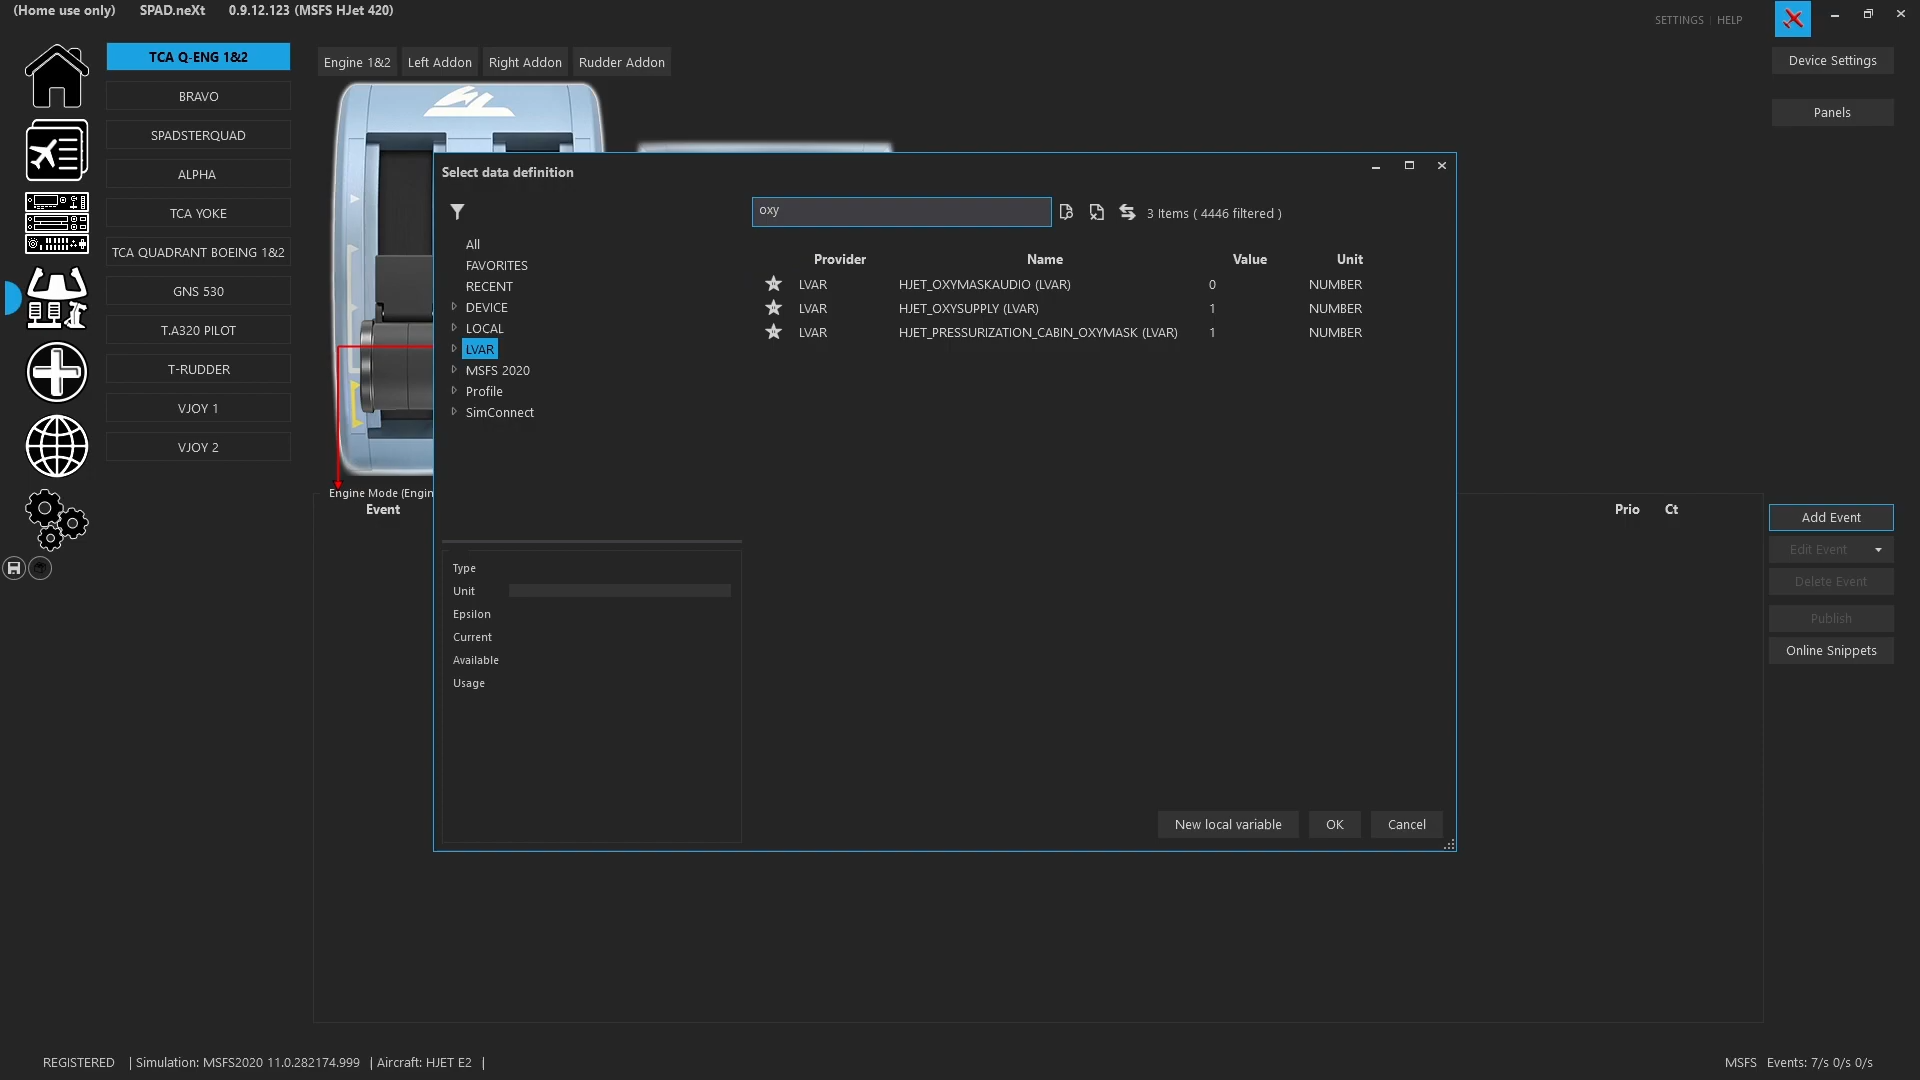 (Home use only) SPAD.neXt 0.9.12.123 (MSFS HJet 420)
SETTINGS | HELP
TCA Q-ENG 1&2
BRAVO
SPADSTERQUAD
ALPHA
TCA YOKE
TCA QUADRANT BOEING 1&2
GNS 530
T.A320 PILOT
T-RUDDER
VJOY 1
VJOY 2
Engine 1&2 Left Addon Right Addon Rudder Addon
Device Settings
Panels
Select data definition
oxy
3 Items ( 4446 filtered )
All
FAVORITES
RECENT
DEVICE
LOCAL
LVAR
MSFS 2020
Profile
SimConnect
Provider Name Value Unit
LVAR HJET_OXYMASKAUDIO (LVAR) 0 NUMBER
LVAR HJET_OXYSUPPLY (LVAR) 1 NUMBER
LVAR HJET_PRESSURIZATION_CABIN_OXYMASK (LVAR) 1 NUMBER
Type
Unit
Epsilon
Current
Available
Usage
New local variable OK Cancel
Engine Mode (Engin
Event Prio Ct
Add Event
Edit Event
Delete Event
Publish
Online Snippets
REGISTERED | Simulation: MSFS2020 11.0.282174.999 | Aircraft: HJET E2 |
MSFS Events: 7/s 0/s 0/s